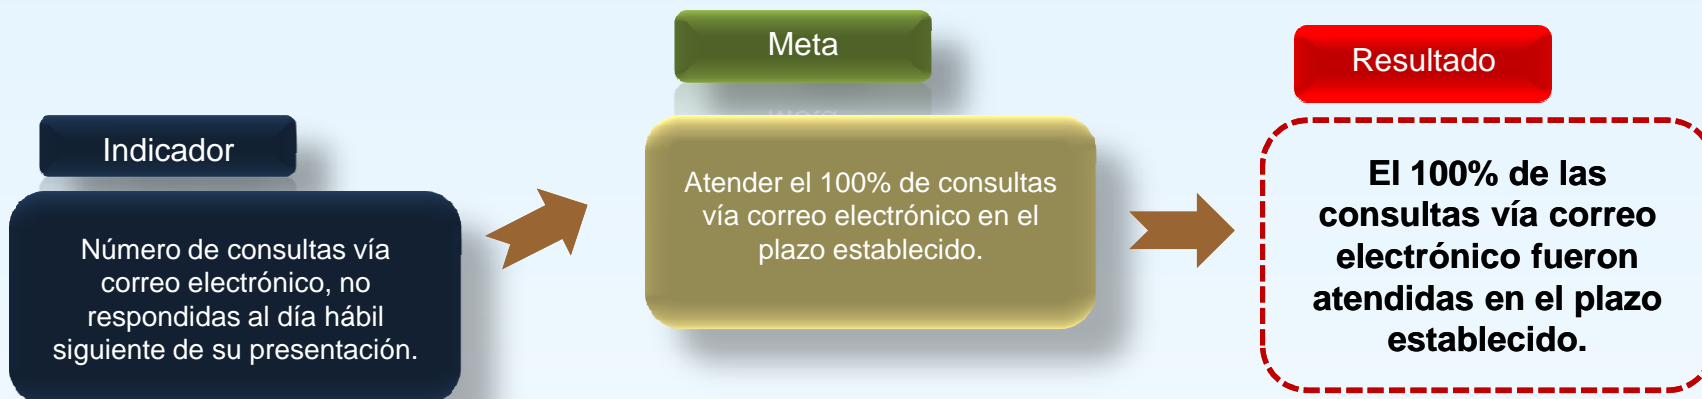 Indicador
Número de consultas vía
correo electrónico, no
respondidas al día hábil
siguiente de su presentación.
Meta
Atender el 100% de consultas
vía correo electrónico en el
plazo establecido.
Resultado
El 100% de las
consultas vía correo
electrónico fueron
atendidas en el plazo
establecido.